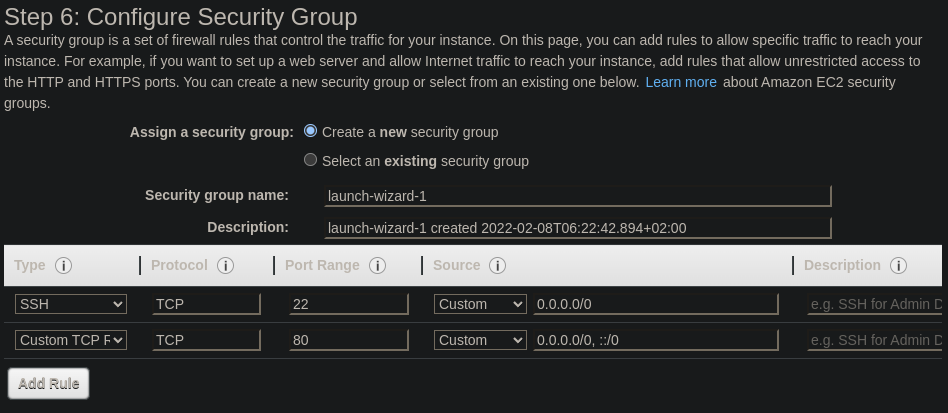 Step 6: Configure Security Group
A security group is a set of firewall rules that control the traffic for your instance. On this page, you can add rules to allow specific traffic to reach your
instance. For example, if you want to set up a web server and allow Internet traffic to reach your instance, add rules that allow unrestricted access to
the HTTP and HTTPS ports. You can create a new security group or select from an existing one below. Learn more about Amazon EC2 security
groups.
Assign a security group: Create a new security group
Select an existing security group
Security group name: launch-wizard-1
Description: launch-wizard-1 created 2022-02-08T06:22:42.894+02:00
Type Protocol Port Range Source Description
SSH TCP 22 Custom 0.0.0.0/0 e.g. SSH for Admin D
Custom TCP TCP 80 Custom 0.0.0.0/0, ::/0 e.g. SSH for Admin D
Add Rule